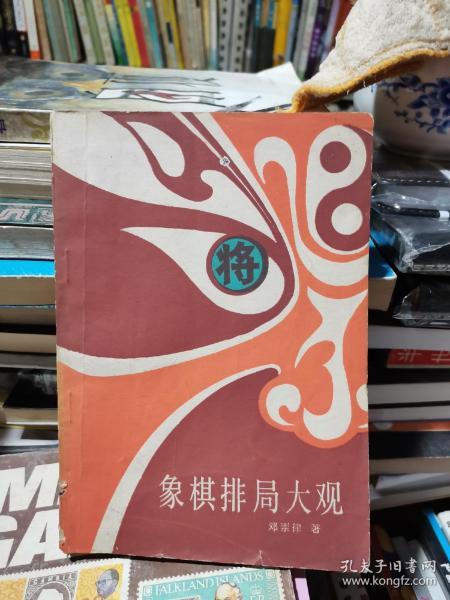 将
象棋排局大观
邓崇律 著
FALKLAND ISLANDS
孔夫子旧书网
www.kongfz.com